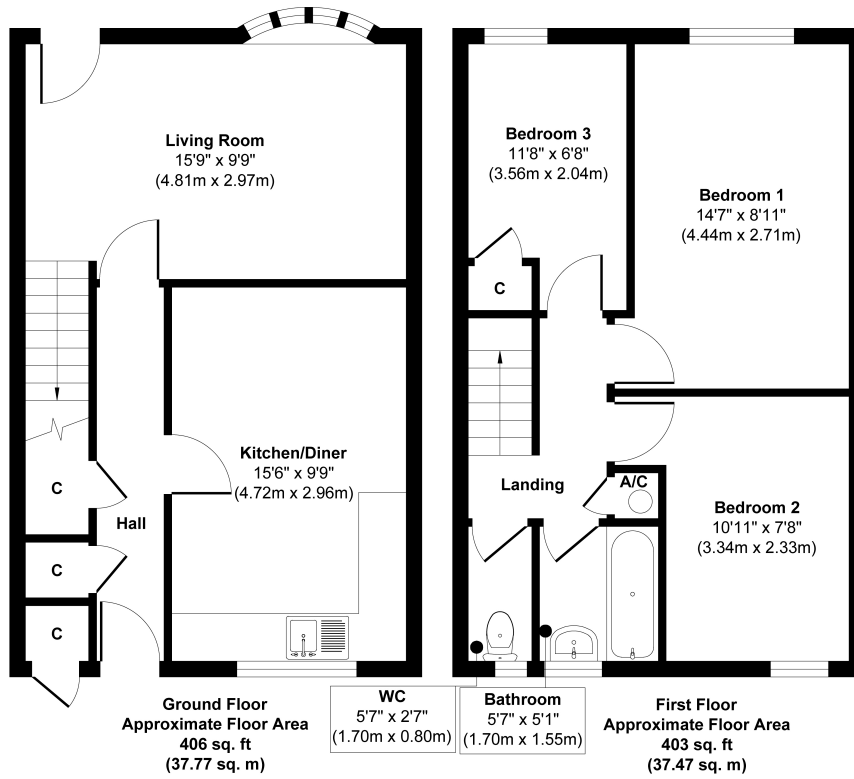 Living Room
15'9" x 9'9"
(4.81m x 2.97m)
C
Hall
C
C
Kitchen/Diner
15'6" x 9'9"
(4.72m x 2.96m)
Ground Floor
Approximate Floor Area
406 sq. ft
(37.77 sq. m)
Bedroom 3
11'8" x 6'8"
(3.56m x 2.04m)
Bedroom 1
14'7" x 8'11"
(4.44m x 2.71m)
C
Landing
A/C
Bedroom 2
10'11" x 7'8"
(3.34m x 2.33m)
WC
5'7" x 2'7"
(1.70m x 0.80m)
Bathroom
5'7" x 5'1"
(1.70m x 1.55m)
First Floor
Approximate Floor Area
403 sq. ft
(37.47 sq. m)